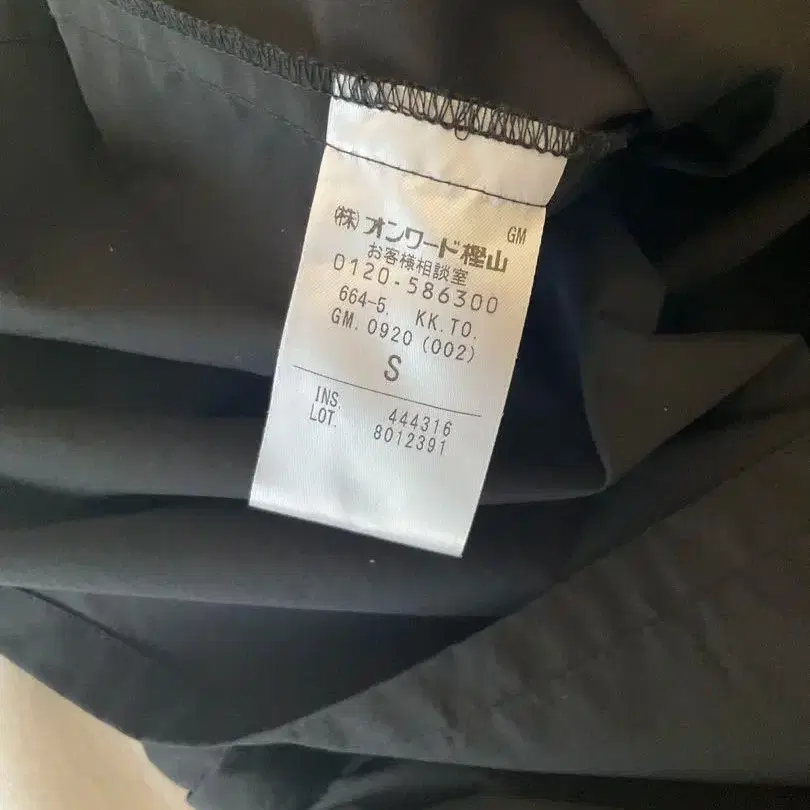 GM
㈱オンワード樫山
お客様相談室
0120-586300
664-5. KK.TO.
GM.0920(002)
S
INS. 444316
LOT. 8012391